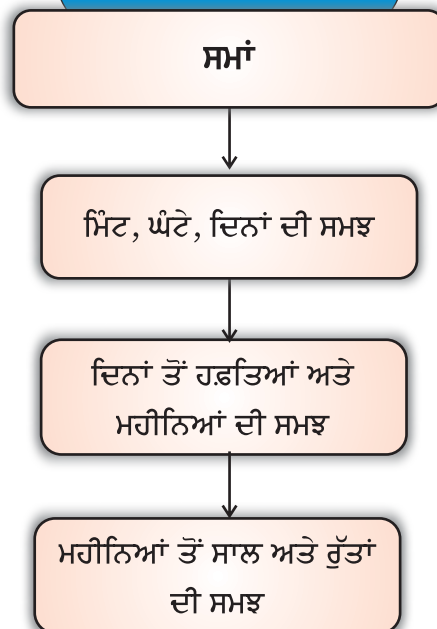 ਸਮਾਂ
ਮਿੰਟ, ਘੰਟੇ, ਦਿਨਾਂ ਦੀ ਸਮਝ
ਦਿਨਾਂ ਤੋਂ ਹਫ਼ਤਿਆਂ ਅਤੇ
ਮਹੀਨਿਆਂ ਦੀ ਸਮਝ
ਮਹੀਨਿਆਂ ਤੋਂ ਸਾਲ ਅਤੇ ਰੁੱਤਾਂ
ਦੀ ਸਮਝ